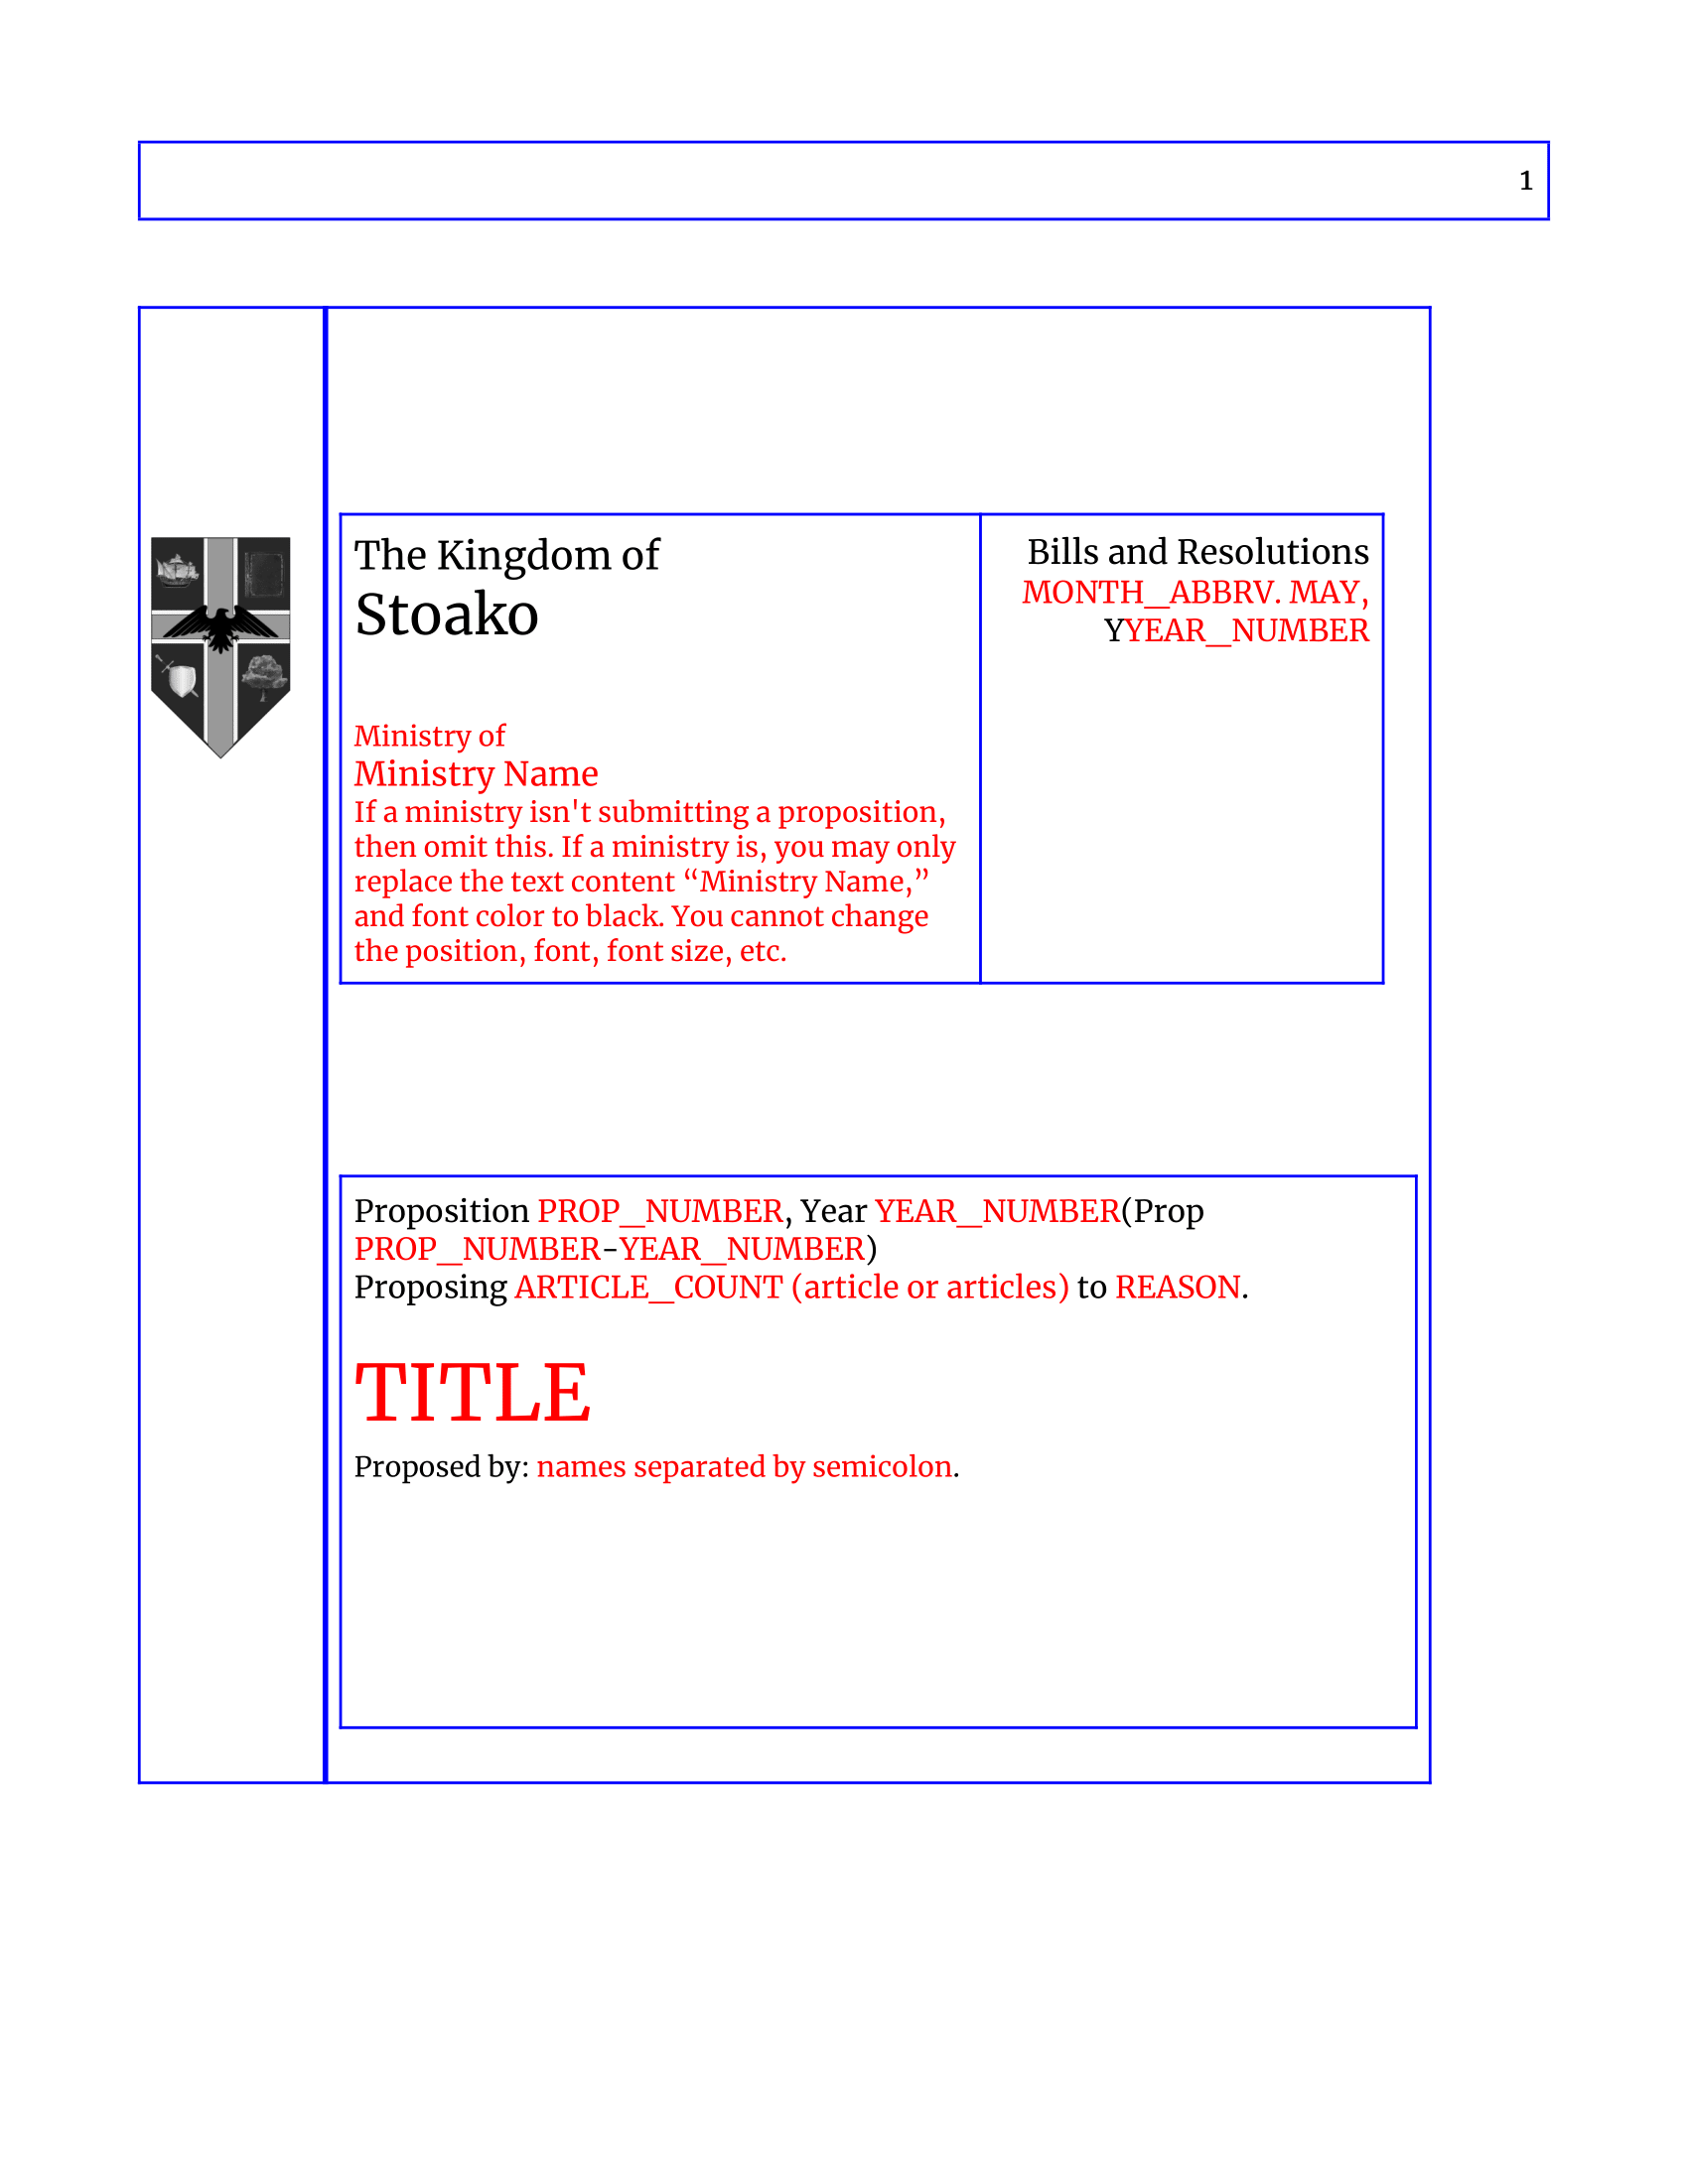 1
The Kingdom of
Stoako
Bills and Resolutions
MONTH_ABBRV. MAY,
YYEAR_NUMBER
Ministry of
Ministry Name
If a ministry isn't submitting a proposition,
then omit this. If a ministry is, you may only
replace the text content “Ministry Name,”
and font color to black. You cannot change
the position, font, font size, etc.
Proposition PROP_NUMBER, Year YEAR_NUMBER(Prop
PROP_NUMBER-YEAR_NUMBER)
Proposing ARTICLE_COUNT (article or articles) to REASON.
TITLE
Proposed by: names separated by semicolon.